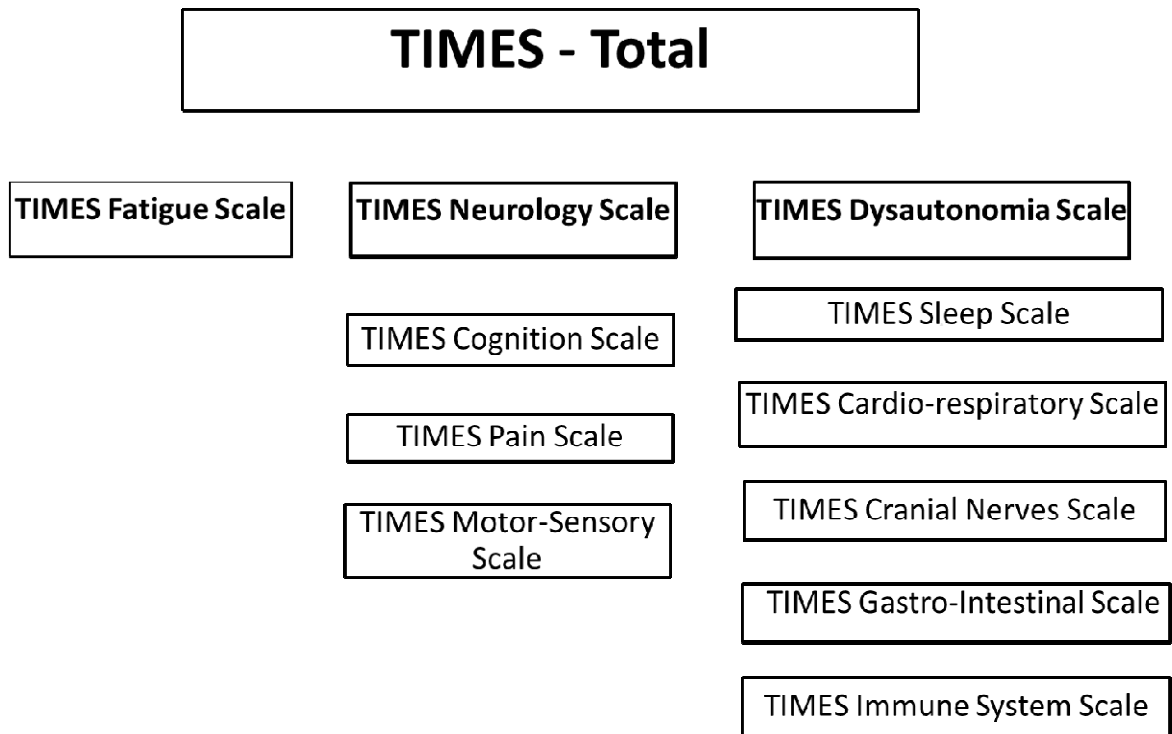 TIMES - Total
TIMES Fatigue Scale
TIMES Neurology Scale
TIMES Cognition Scale
TIMES Pain Scale
TIMES Motor-Sensory
Scale
TIMES Dysautonomia Scale
TIMES Sleep Scale
TIMES Cardio-respiratory Scale
TIMES Cranial Nerves Scale
TIMES Gastro-Intestinal Scale
TIMES Immune System Scale